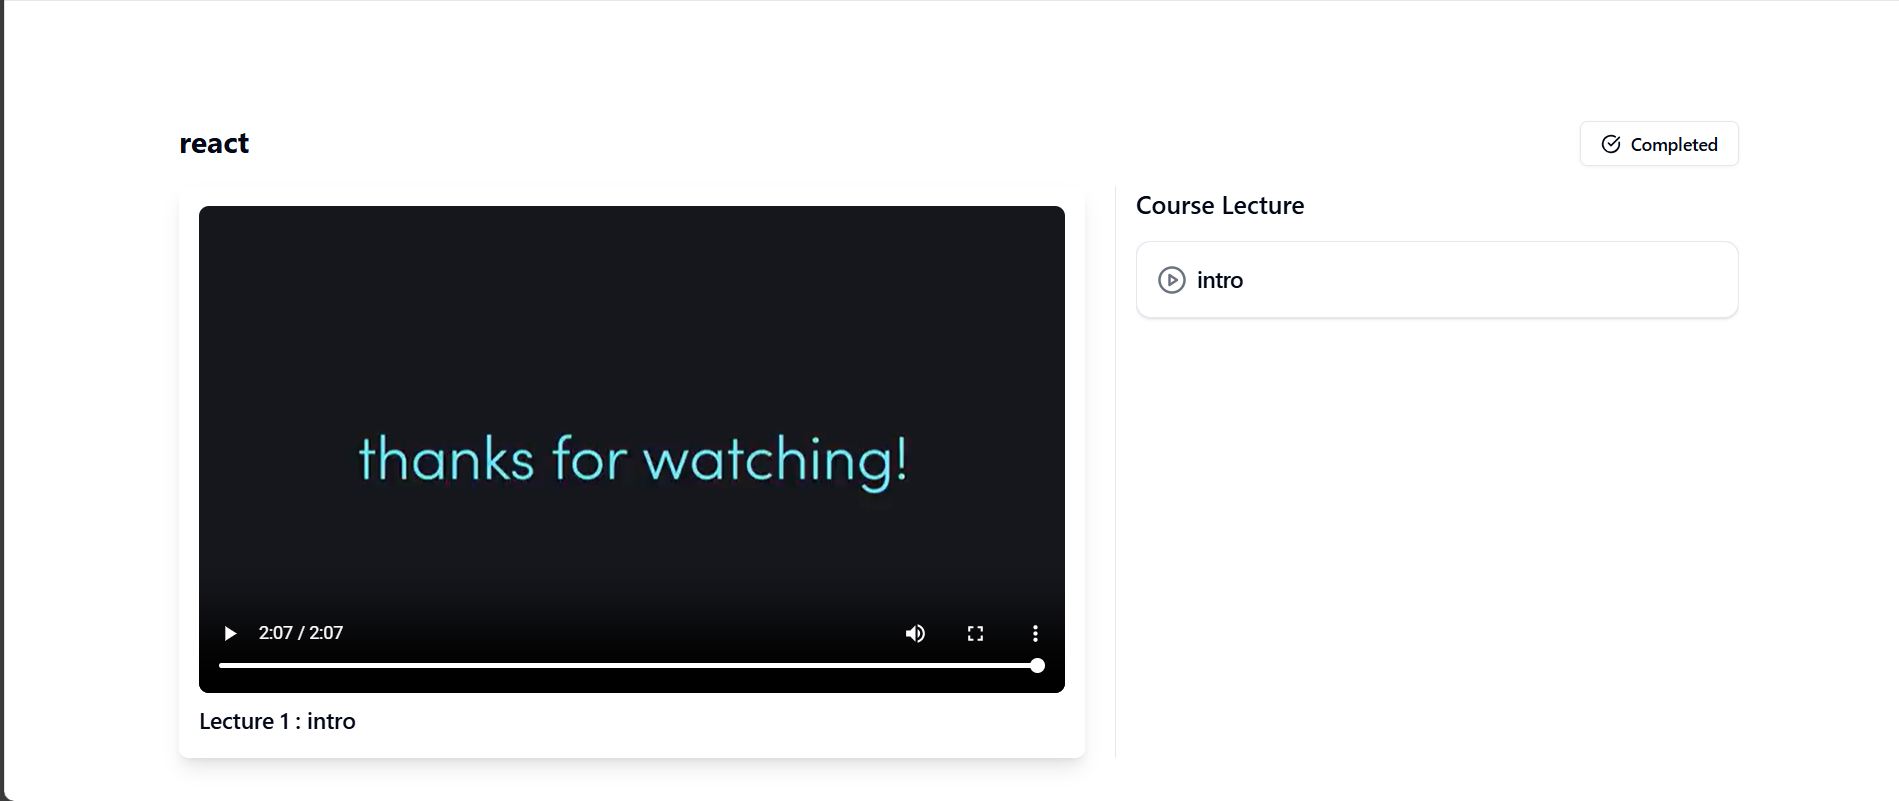 react
Completed
thanks for watching!
2:07 / 2:07
Lecture 1 : intro
Course Lecture
intro